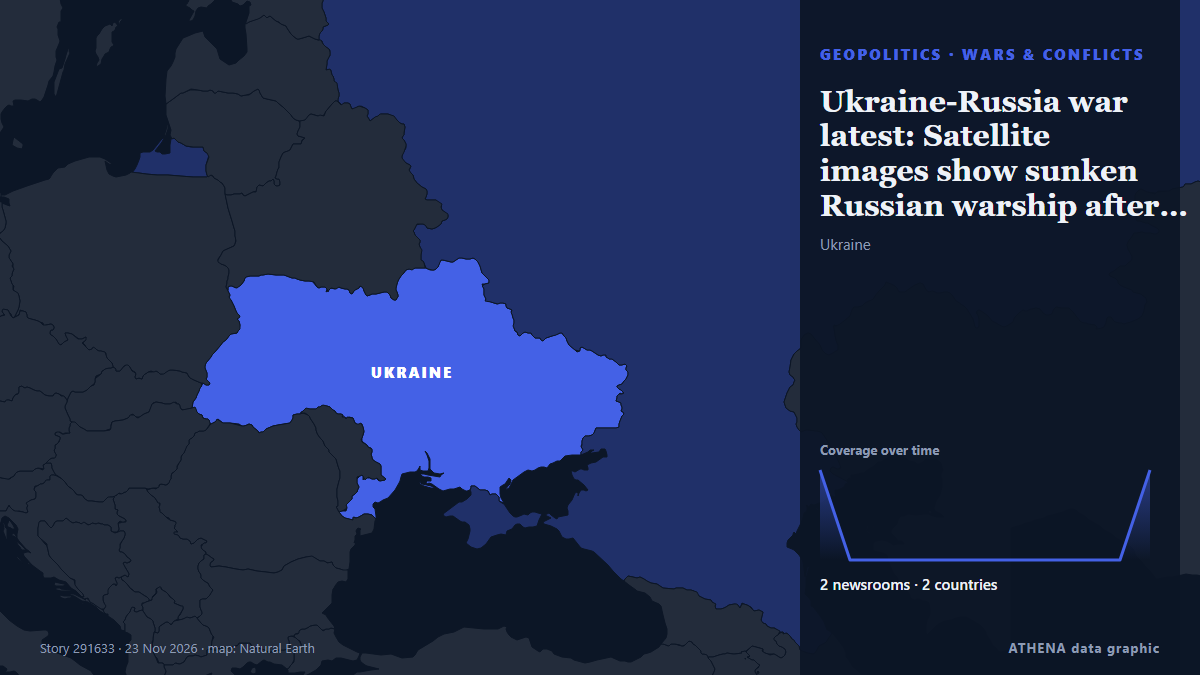 GEOPOLITICS · WARS & CONFLICTS
Ukraine-Russia war
latest: Satellite
images show sunken
Russian warship after...
Ukraine
UKRAINE
Coverage over time
2 newsrooms · 2 countries
Story 291633 · 23 Nov 2026 · map: Natural Earth
ATHENA data graphic